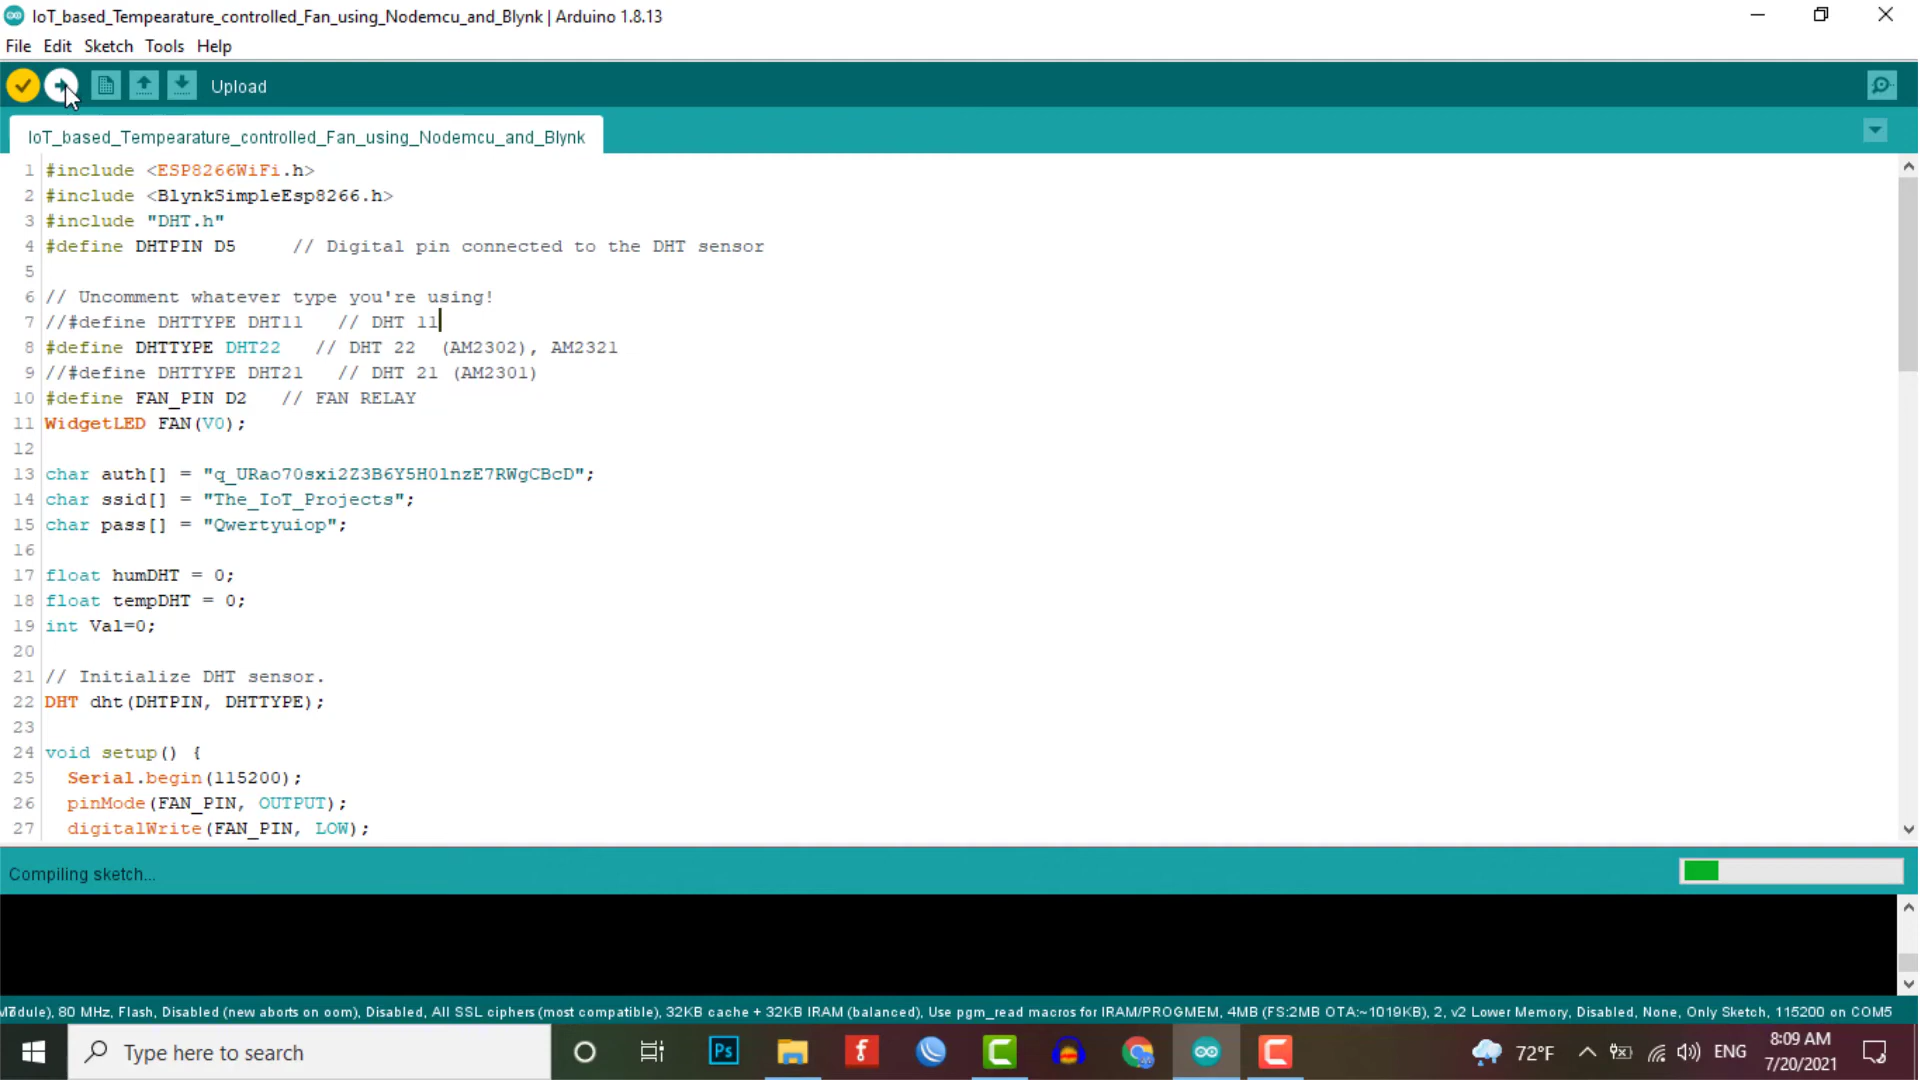 IoT_based_Tempearature_controlled_Fan_using_Nodemcu_and_Blynk | Arduino 1.8.13
File Edit Sketch Tools Help
Upload
IoT_based_Tempearature_controlled_Fan_using_Nodemcu_and_Blynk
1 #include <ESP8266WiFi.h>
2 #include <BlynkSimpleEsp8266.h>
3 #include "DHT.h"
4 #define DHTPIN D5     // Digital pin connected to the DHT sensor
5
6 // Uncomment whatever type you're using!
7 //#define DHTTYPE DHT11   // DHT 11
8 #define DHTTYPE DHT22   // DHT 22  (AM2302), AM2321
9 //#define DHTTYPE DHT21   // DHT 21 (AM2301)
10 #define FAN_PIN D2   // FAN RELAY
11 WidgetLED FAN(V0);
12
13 char auth[] = "q_URao70sxi2Z3B6Y5H0lnzE7RWgCBcD";
14 char ssid[] = "The_IoT_Projects";
15 char pass[] = "Qwertyuiop";
16
17 float humDHT = 0;
18 float tempDHT = 0;
19 int Val=0;
20
21 // Initialize DHT sensor.
22 DHT dht(DHTPIN, DHTTYPE);
23
24 void setup() {
25   Serial.begin(115200);
26   pinMode(FAN_PIN, OUTPUT);
27   digitalWrite(FAN_PIN, LOW);
Compiling sketch...
80 MHz, Flash, Disabled (new aborts on oom), Disabled, All SSL ciphers (most compatible), 32KB cache + 32KB IRAM (balanced), Use pgm_read macros for IRAM/PROGMEM, 4MB (FS:2MB OTA:~1019KB), 2, v2 Lower Memory, Disabled, None, Only Sketch, 115200 on COM5
Type here to search
Ps
72°F
ENG
8:09 AM
7/20/2021